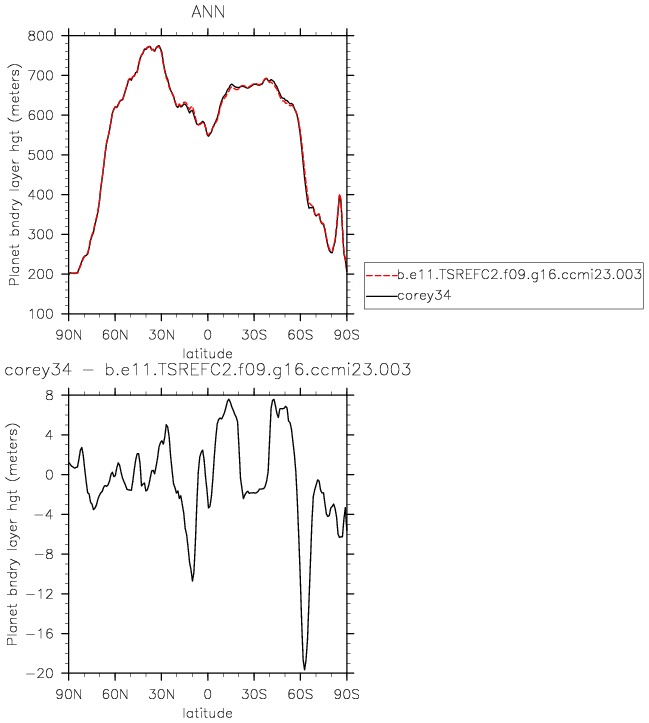 ANN
800
700
600
500
400
300
200
100
Planet bndry layer hgt (meters)
90N 60N 30N 0 30S 60S 90S
latitude
b.e11.TSREFC2.f09.g16.ccmi23.003
corey34
corey34 − b.e11.TSREFC2.f09.g16.ccmi23.003
8
4
0
−4
−8
−12
−16
−20
Planet bndry layer hgt (meters)
90N 60N 30N 0 30S 60S 90S
latitude